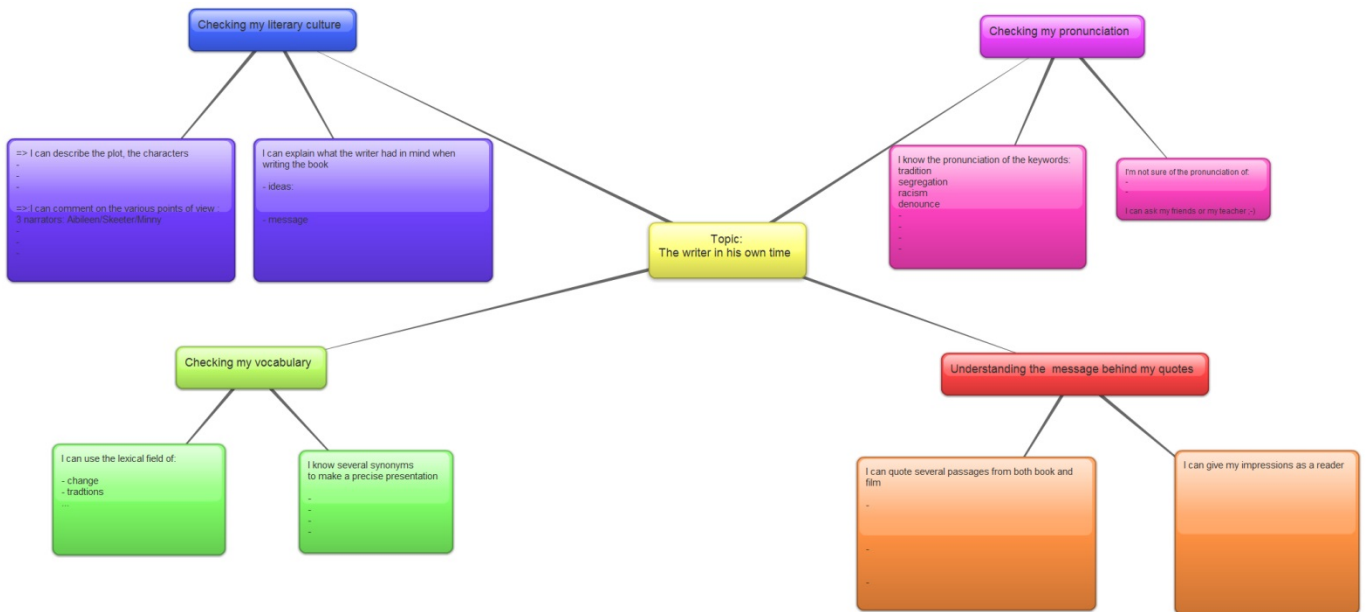 Checking my literary culture
=> I can describe the plot, the characters
-
-
-
=> I can comment on the various points of view :
3 narrators: Aibileen/Skeeter/Minny
-
-
-
I can explain what the writer had in mind when
writing the book
- ideas:
- message
Checking my pronunciation
I know the pronunciation of the keywords:
tradition
segregation
racism
denounce
-
-
-
-
I'm not sure of the pronunciation of:
-
-
I can ask my friends or my teacher ;-)
Topic:
The writer in his own time
Checking my vocabulary
I can use the lexical field of:
- change
- tradtions
...
I know several synonyms
to make a precise presentation
-
-
-
-
Understanding the message behind my quotes
I can quote several passages from both book and
film
-
-
-
I can give my impressions as a reader